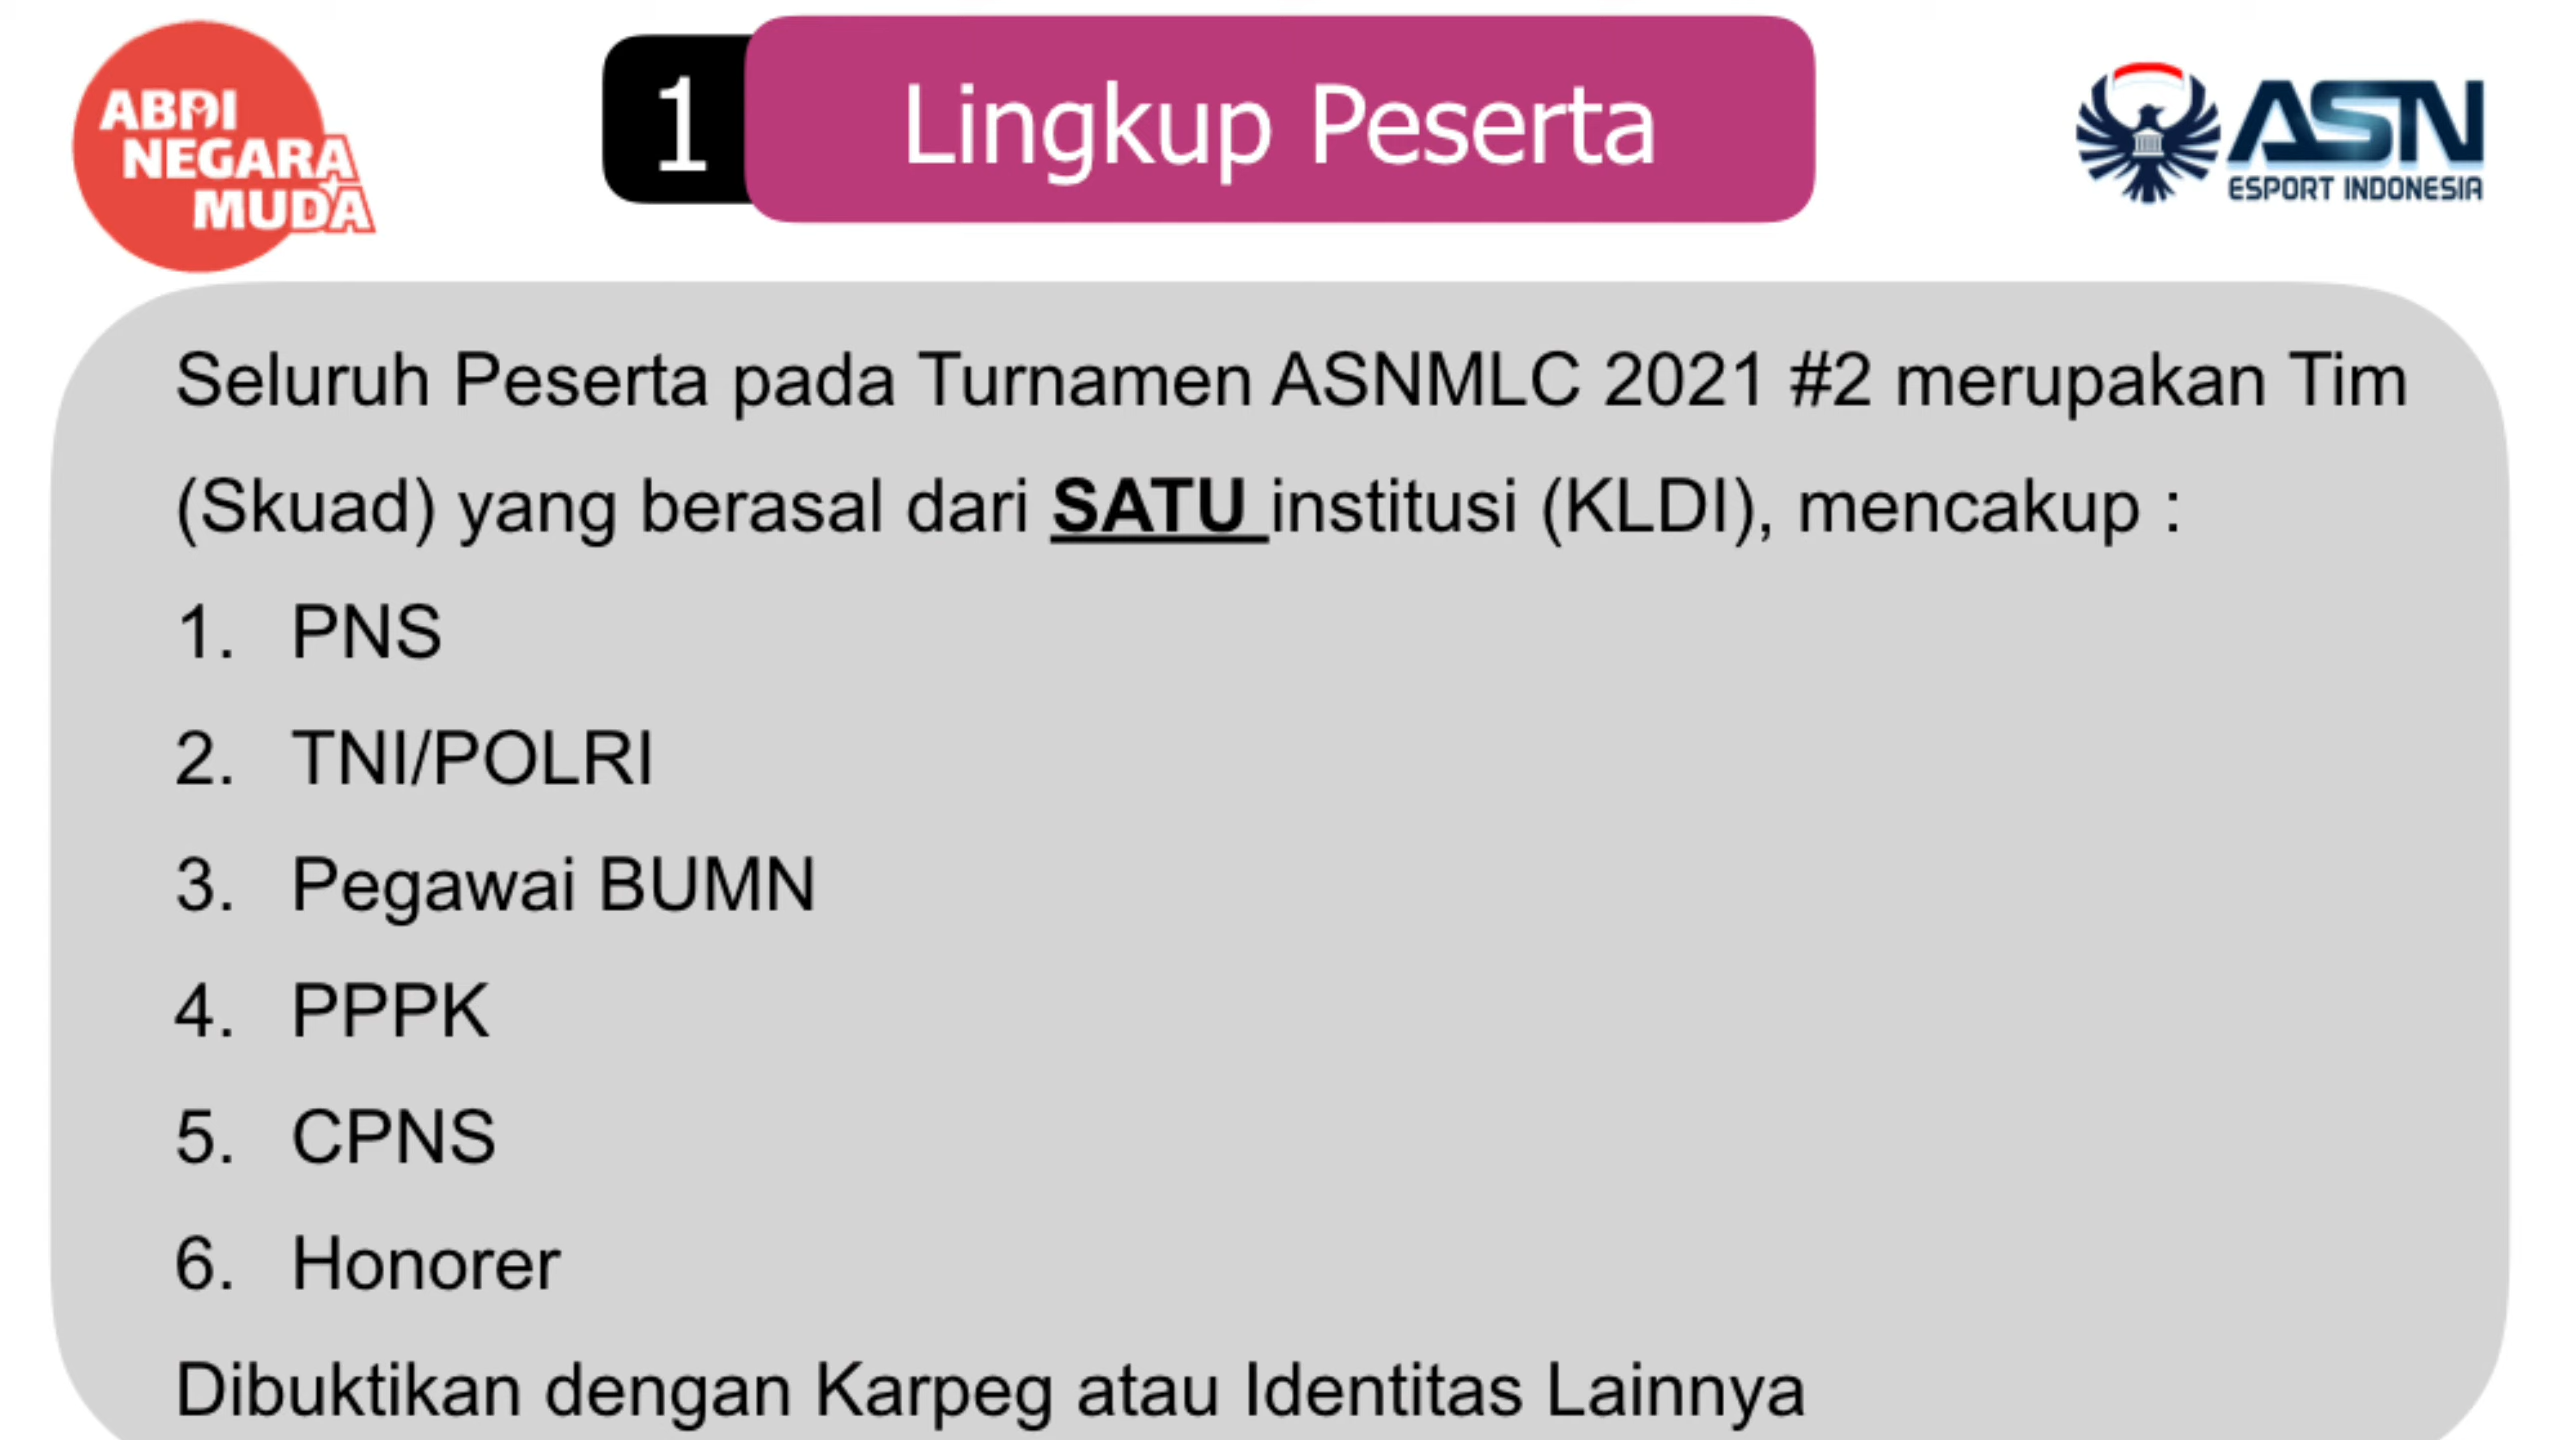 ABDI
NEGARA
MUDA
1
Lingkup Peserta
ASN
ESPORT INDONESIA
Seluruh Peserta pada Turnamen ASNMLC 2021 #2 merupakan Tim
(Skuad) yang berasal dari SATU institusi (KLDI), mencakup :
1. PNS
2. TNI/POLRI
3. Pegawai BUMN
4. PPPK
5. CPNS
6. Honorer
Dibuktikan dengan Karpeg atau Identitas Lainnya